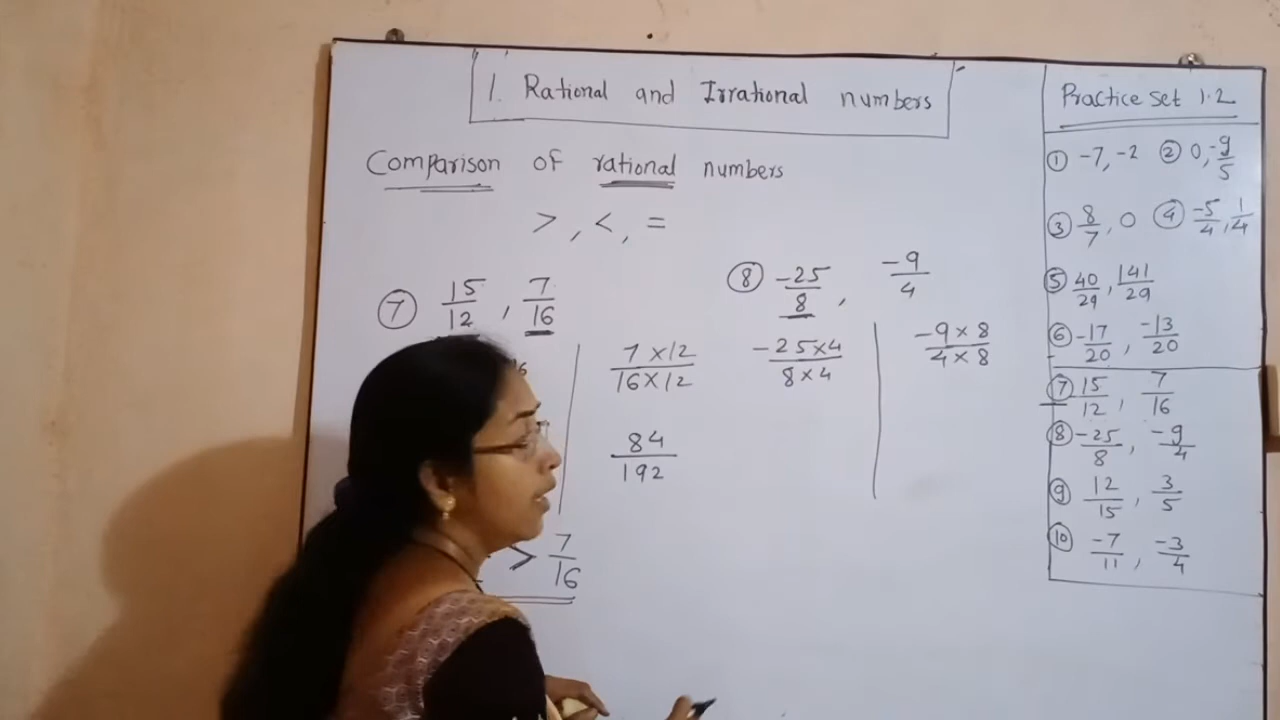 1. Rational and Irrational numbers
Comparison of rational numbers
> , < , =
⑦ 15/12 , 7/16
7 × 12 / 16 × 12
84 / 192
> 7/16
⑧ -25/8 , -9/4
-25 × 4 / 8 × 4
-9 × 8 / 4 × 8
Practice set 1.2
① -7, -2 ② 0, -9/5
③ 8/7, 0 ④ -5/4, 1/4
⑤ 40/29, 141/29
⑥ -17/20, -13/20
⑦ 15/12, 7/16
⑧ -25/8, -9/4
⑨ 12/15, 3/5
⑩ -7/11, -3/4